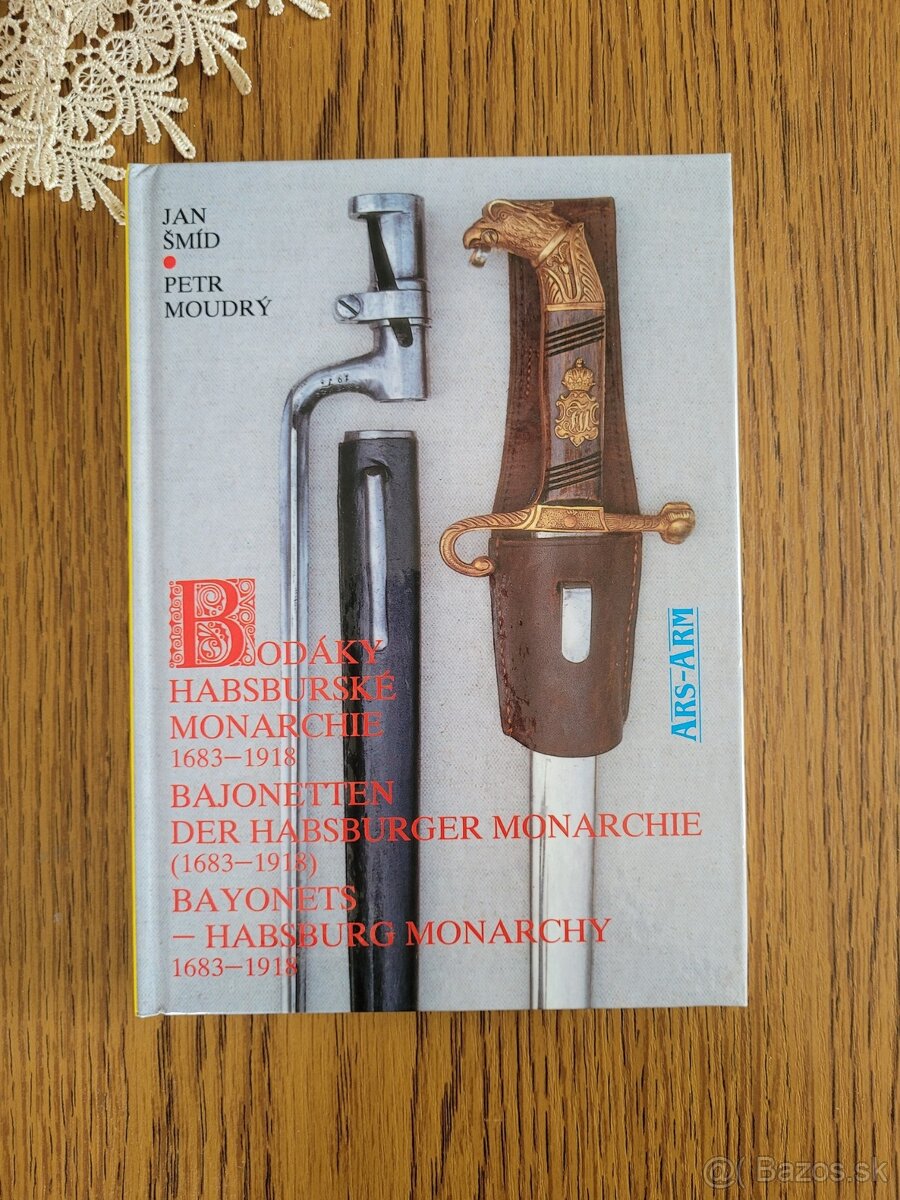 JAN
ŠMÍD
PETR
MOUDRÝ
BODÁKY
HABSBURSKÉ
MONARCHIE
1683–1918
BAJONETTEN
DER HABSBURGER MONARCHIE
(1683–1918)
BAYONETS
– HABSBURG MONARCHY
1683–1918
ARS-ARM
@( Bazos.sk